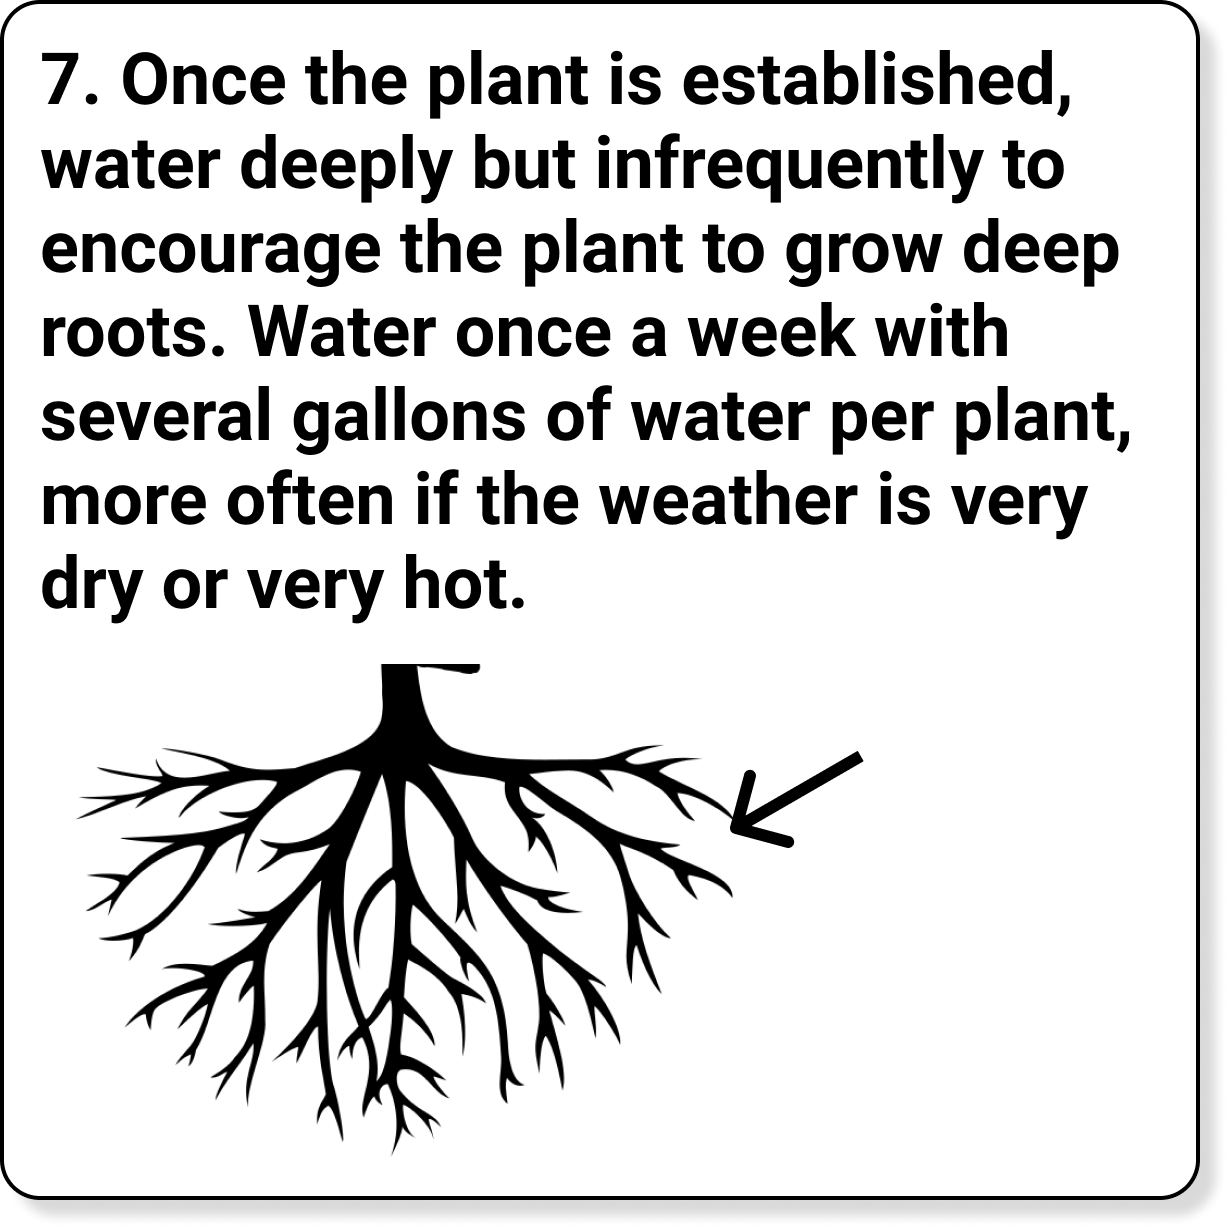 7. Once the plant is established,
water deeply but infrequently to
encourage the plant to grow deep
roots. Water once a week with
several gallons of water per plant,
more often if the weather is very
dry or very hot.